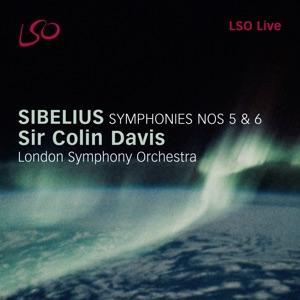 LSO
LSO Live
SIBELIUS SYMPHONIES NOS 5 & 6
Sir Colin Davis
London Symphony Orchestra